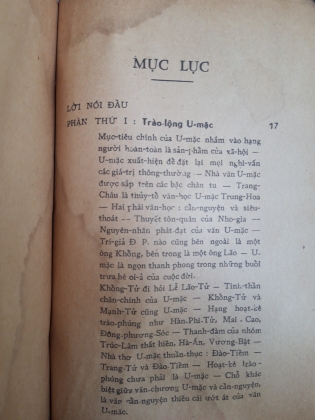 MỤC LỤC
LỜI NÓI ĐẦU
PHẦN THỨ I : Trào-lộng U-mặc 17
Mục-tiêu chính của U-mặc nhắm vào hạng
người hoàn-toàn là sản-phẩm của xã-hội —
U-mặc xuất-hiện để đặt lại mọi nghi-vấn
các giá-trị thông-thường — Nhà văn U-mặc
được sắp trên các bậc chân tu — Trang-
Châu là thủy-tổ văn-học U-mặc Trung-Hoa
— Hai phái văn-học : cẩn-nguyện và siêu-
thoát — Thuyết tôn-quân của Nho-gia —
Nguyên-nhân phát-đạt của văn U-mặc —
Trí-giả Đ. P. nào cũng bên ngoài là một
ông Khổng, bên trong là một ông Lão — U-
mặc là ngọn thanh phong trong những buổi
trưa hè oi-ả của cuộc đời.
Khổng-Tử đi hỏi Lễ Lão-Tử — Tinh-thần
chân-chính của U-mặc — Khổng-Tử và
Mạnh-Tử cũng U-mặc — Hạng hoạt-kê
trào-phúng như Hàn-Phi-Tử, Mai-Cao,
Đông-phương-Sóc — Thanh-đàm của nhóm
Trúc-Lâm thất hiền, Hà-Ấn, Vương-Bật —
Nhà thơ U-mặc thuần-thục : Đào-Tiềm —
Trang-Tử và Đào-Tiềm — Hoạt-kê trào-
phúng chưa phải là U-mặc — Chỗ khác
biệt giữa văn-chương U-mặc và cẩn-nguyện,
là văn cẩn-nguyện thiếu cái ướt át của văn
U-mặc.